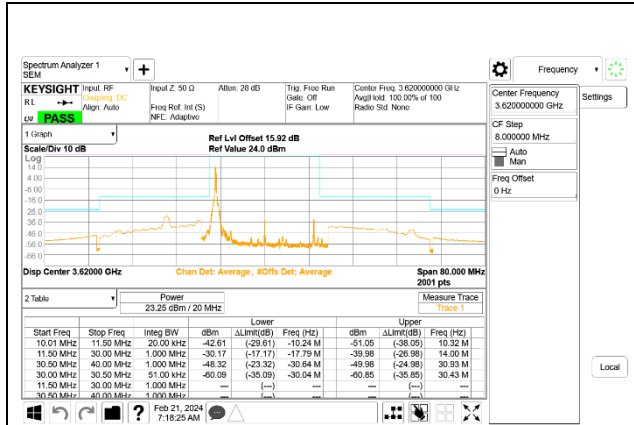 Spectrum Analyzer 1
SEM
Frequency
KEYSIGHT
RL
PASS
Input: RF
Coupling: DC
Align: Auto
Input Z: 50 Ω
Freq Ref: Int (S)
NFE: Adaptive
Atten: 28 dB
Trig: Free Run
Gate: Off
IF Gain: Low
Center Freq: 3.620000000 GHz
Avg|Hold: 100.00% of 100
Radio Std: None
Center Frequency
3.620000000 GHz
Settings
CF Step
8.000000 MHz
Auto
Man
Freq Offset
0 Hz
1 Graph
Scale/Div 10 dB
Ref Lvl Offset 15.92 dB
Ref Value 24.0 dBm
Log
14.0
4.00
-6.00
-16.0
-26.0
-36.0
-46.0
-56.0
-66.0
Disp Center 3.62000 GHz
Chan Det: Average , #Offs Det: Average
Span 80.000 MHz
2001 pts
2 Table
Power
23.25 dBm / 20 MHz
Measure Trace
Trace 1
Lower Upper
Start Freq Stop Freq Integ BW dBm ΔLimit(dB) Freq (Hz) dBm ΔLimit(dB) Freq (Hz)
10.01 MHz 11.50 MHz 20.00 kHz -42.61 (-29.61) -10.24 M -51.05 (-38.05) 10.32 M
11.50 MHz 30.00 MHz 1.000 MHz -30.17 (-17.17) -17.79 M -39.98 (-26.98) 14.00 M
30.50 MHz 40.00 MHz 1.000 MHz -48.32 (-23.32) -30.64 M -49.98 (-24.98) 30.93 M
30.00 MHz 30.50 MHz 51.00 kHz -60.09 (-35.09) -30.04 M -60.85 (-35.85) 30.43 M
11.50 MHz 30.00 MHz 1.000 MHz --- (---) --- --- (---) ---
30.50 MHz 40.00 MHz 1.000 MHz --- (---) --- --- (---) ---
Local
Feb 21, 2024
7:18:25 AM